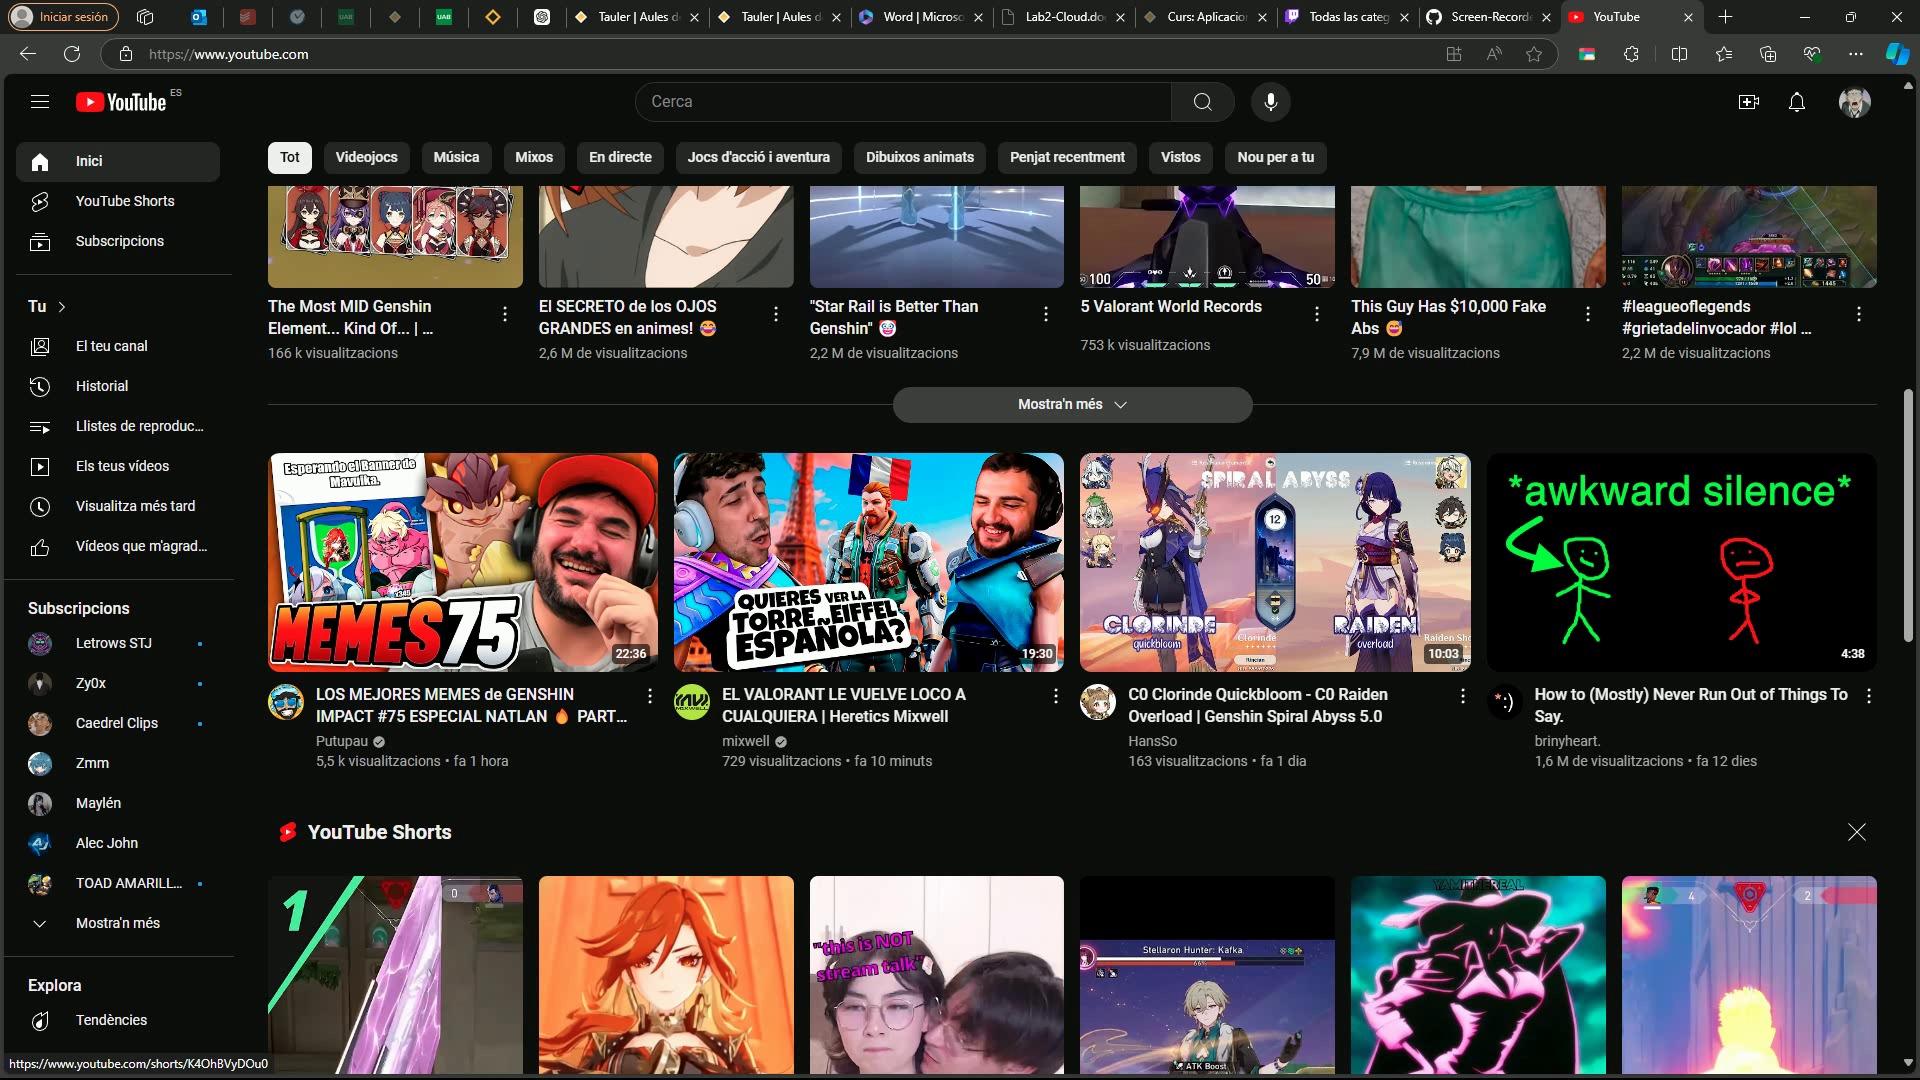 Iniciar sesión
Tauler | Aules d
Tauler | Aules d
Word | Microso
Lab2-Cloud.do
Curs: Aplicacio
Todas las categ
Screen-Record
YouTube
https://www.youtube.com
YouTube ES
Cerca
Inici
YouTube Shorts
Subscripcions
Tu
El teu canal
Historial
Llistes de reproduc...
Els teus vídeos
Visualitza més tard
Vídeos que m'agrad...
Subscripcions
Letrows STJ
Zy0x
Caedrel Clips
Zmm
Maylén
Alec John
TOAD AMARILL...
Mostra'n més
Explora
Tendències
https://www.youtube.com/shorts/K4OhBVyDOu0
Tot
Videojocs
Música
Mixos
En directe
Jocs d'acció i aventura
Dibuixos animats
Penjat recentment
Vistos
Nou per a tu
100
50
The Most MID Genshin
Element... Kind Of... | ...
166 k visualitzacions
El SECRETO de los OJOS
GRANDES en animes! 😂
2,6 M de visualitzacions
"Star Rail is Better Than
Genshin" 🤡
2,2 M de visualitzacions
5 Valorant World Records
753 k visualitzacions
This Guy Has $10,000 Fake
Abs 😅
7,9 M de visualitzacions
#leagueoflegends
#grietadelinvocador #lol ...
2,2 M de visualitzacions
Mostra'n més
Esperando el Banner de
Mavuika.
MEMES 75
22:36
LOS MEJORES MEMES de GENSHIN
IMPACT #75 ESPECIAL NATLAN 🔥 PART...
Putupau
5,5 k visualitzacions • fa 1 hora
QUIERES VER LA
TORRE EIFFEL
ESPAÑOLA?
19:30
MIXWELL
EL VALORANT LE VUELVE LOCO A
CUALQUIERA | Heretics Mixwell
mixwell
729 visualitzacions • fa 10 minuts
SPIRAL ABYSS
12
CLORINDE
quickbloom
Clorinde
RAIDEN
overload
Raiden Sho
10:03
C0 Clorinde Quickbloom - C0 Raiden
Overload | Genshin Spiral Abyss 5.0
HansSo
163 visualitzacions • fa 1 dia
*awkward silence*
4:38
How to (Mostly) Never Run Out of Things To
Say.
brinyheart.
1,6 M de visualitzacions • fa 12 dies
YouTube Shorts
1
0
"this is NOT
stream talk"
Stellaron Hunter: Kafka
66%
ATK Boost
YAMITHEREAL
4
2